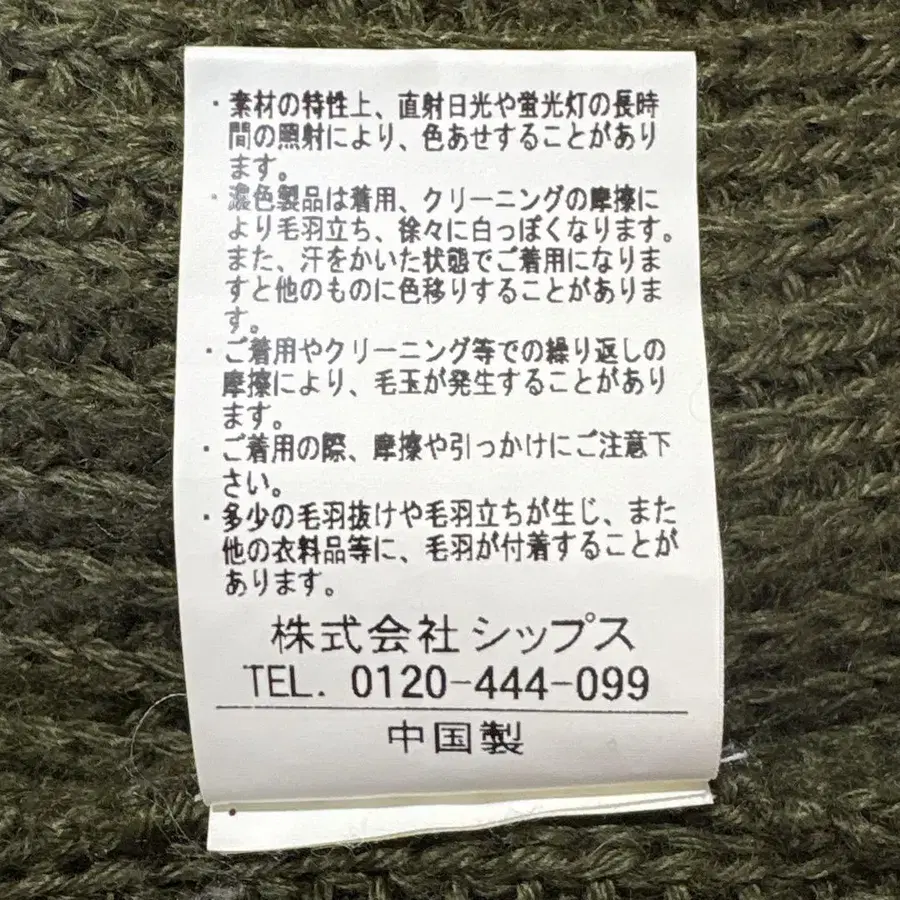 ・素材の特性上、直射日光や蛍光灯の長時
間の照射により、色あせすることがあり
ます。
・濃色製品は着用、クリーニングの摩擦に
より毛羽立ち、徐々に白っぽくなります。
また、汗をかいた状態でご着用になりま
すと他のものに色移りすることがありま
す。
・ご着用やクリーニング等での繰り返しの
摩擦により、毛玉が発生することがあり
ます。
・ご着用の際、摩擦や引っかけにご注意下
さい。
・多少の毛羽抜けや毛羽立ちが生じ、また
他の衣料品等に、毛羽が付着することが
あります。
株式会社シップス
TEL. 0120-444-099
中国製